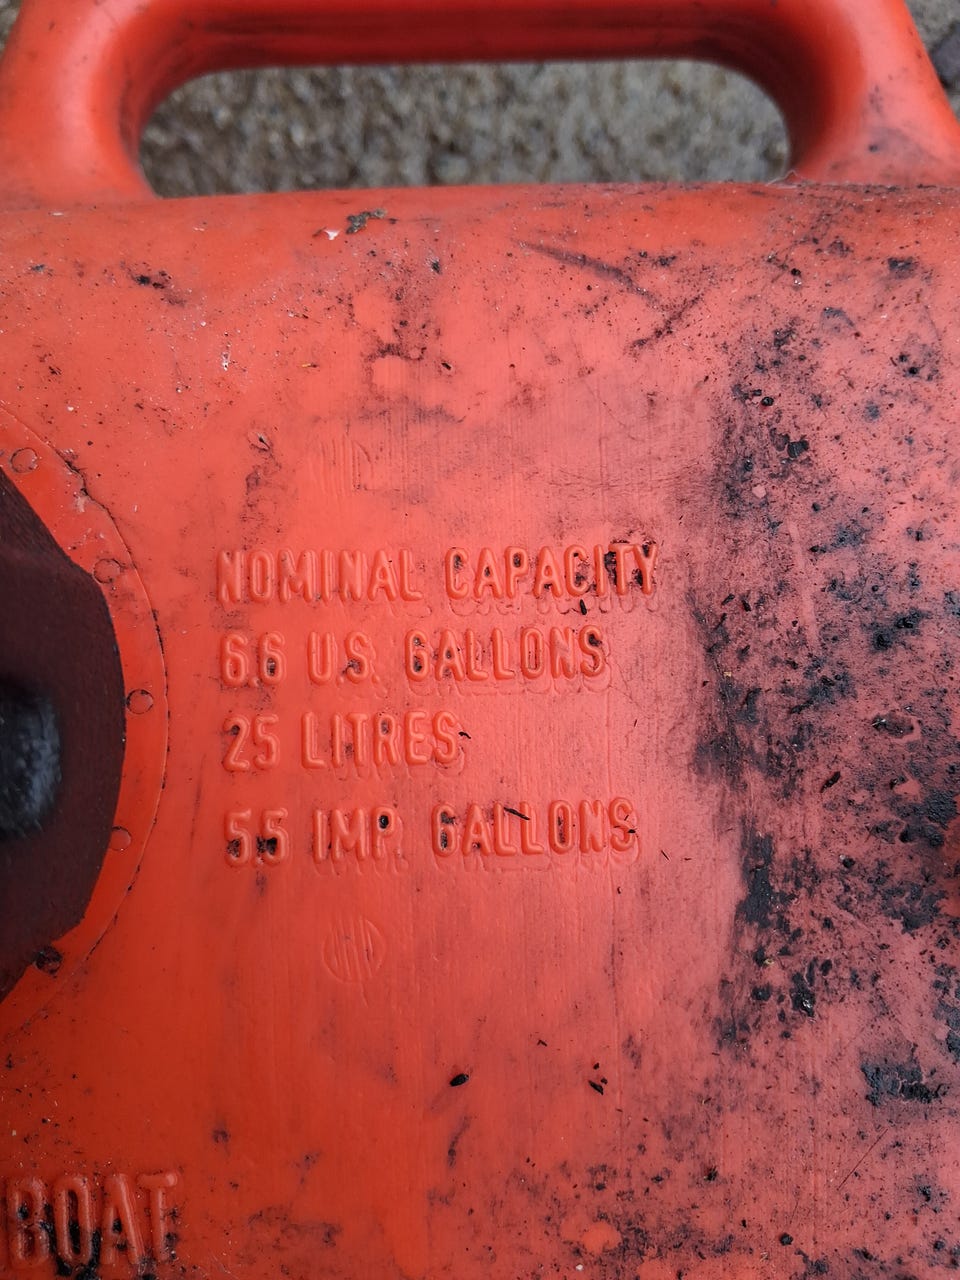 NOMINAL CAPACITY
6.6 U.S. GALLONS
25 LITRES
5.5 IMP. GALLONS
BOAT